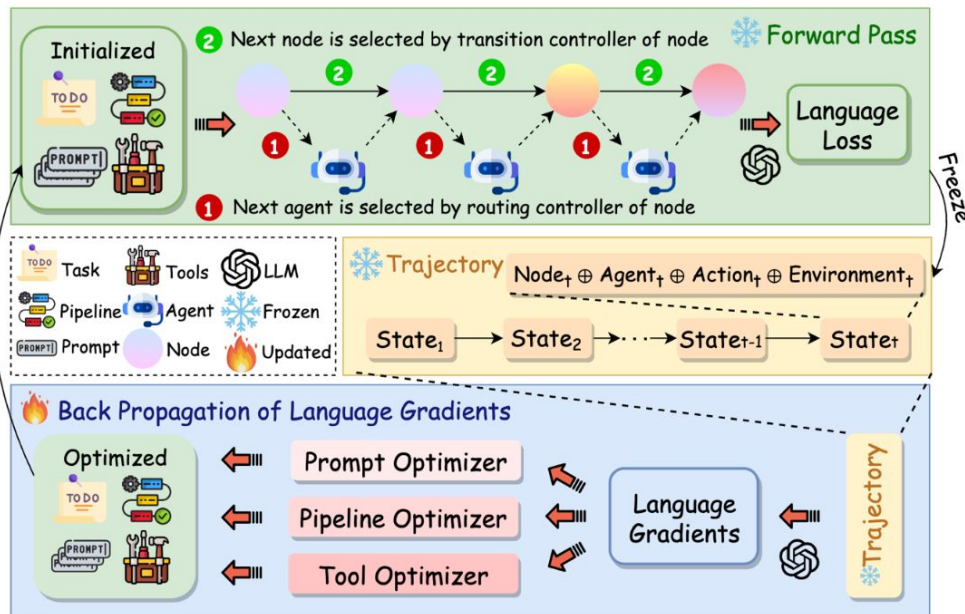 Initialized
TO DO
PROMPT
2 Next node is selected by transition controller of node
Forward Pass
2
2
2
1
1
1
1 Next agent is selected by routing controller of node
Language
Loss
Freeze
TO DO
Task
Tools
LLM
Pipeline
Agent
Frozen
PROMPT
Prompt
Node
Updated
Trajectory
Nodeₜ ⊕ Agentₜ ⊕ Actionₜ ⊕ Environmentₜ
State₁
State₂
...
Stateₜ₋₁
Stateₜ
Back Propagation of Language Gradients
Optimized
TO DO
PROMPT
Prompt Optimizer
Pipeline Optimizer
Tool Optimizer
Language
Gradients
Trajectory